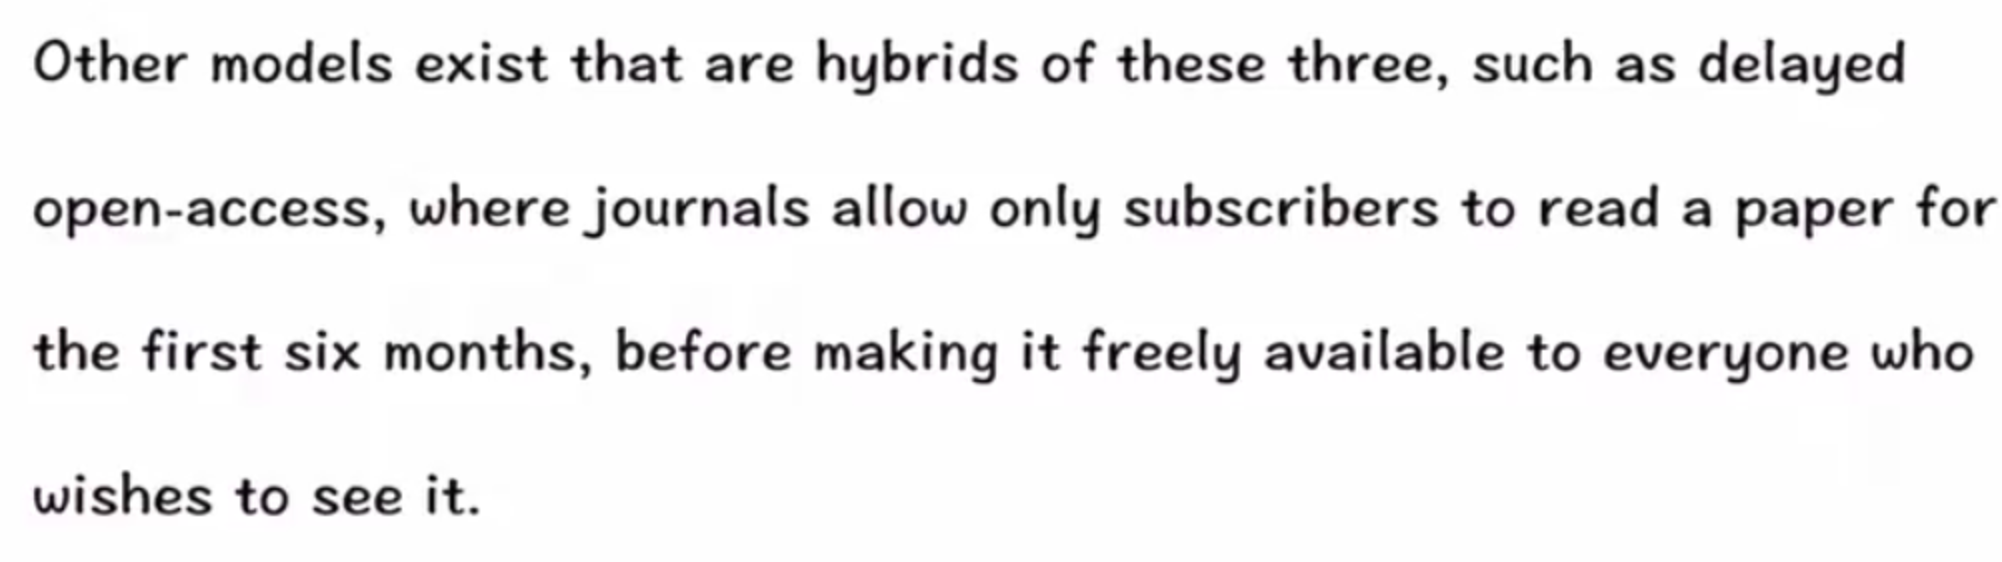 Other models exist that are hybrids of these three, such as delayed
open-access, where journals allow only subscribers to read a paper for
the first six months, before making it freely available to everyone who
wishes to see it.